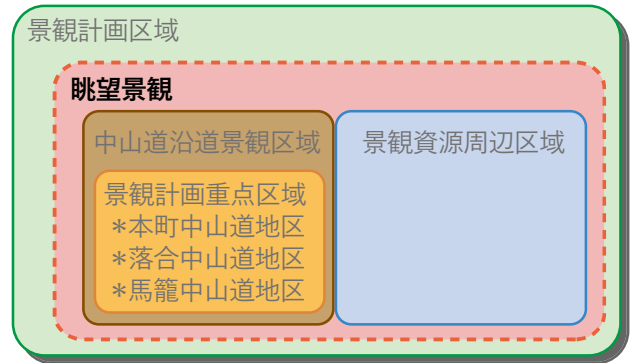 景観計画区域
眺望景観
中山道沿道景観区域
景観資源周辺区域
景観計画重点区域
*本町中山道地区
*落合中山道地区
*馬籠中山道地区